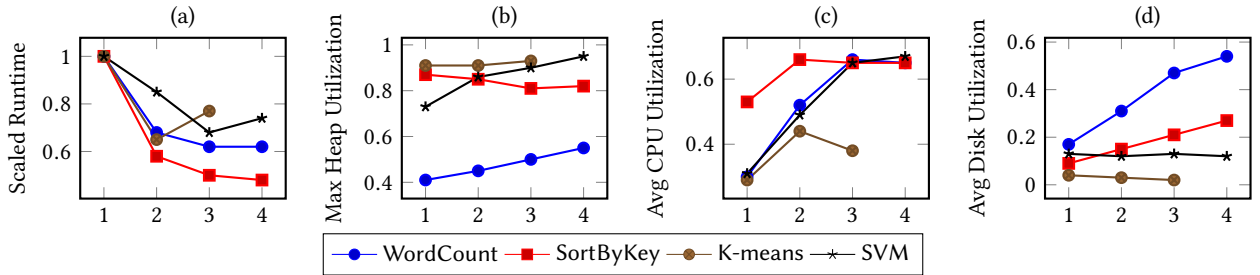 (a)
Scaled Runtime
1
0.8
0.6
1 2 3 4
(b)
Max Heap Utilization
1
0.8
0.6
0.4
1 2 3 4
(c)
Avg CPU Utilization
0.6
0.4
1 2 3 4
(d)
Avg Disk Utilization
0.6
0.4
0.2
0
1 2 3 4
WordCount SortByKey K-means SVM